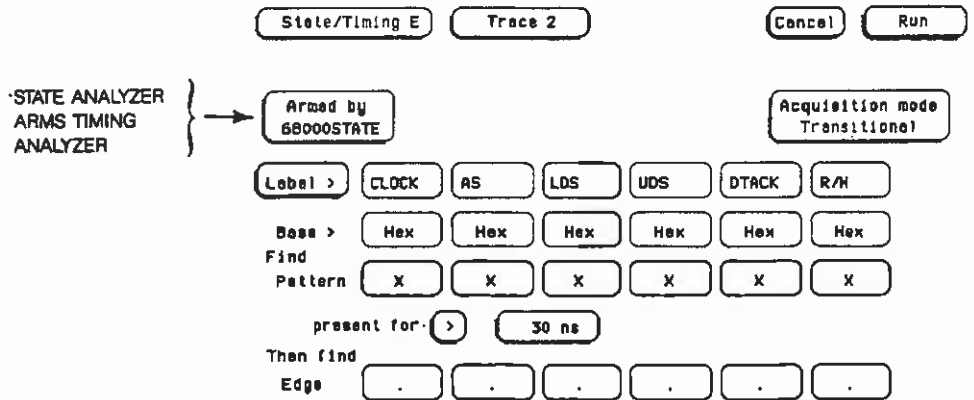 State/Timing E Trace 2 Cancel Run
STATE ANALYZER
ARMS TIMING
ANALYZER
Armed by
68000STATE
Acquisition mode
Transitional
Label > CLOCK AS LDS UDS DTACK R/W
Base > Hex Hex Hex Hex Hex Hex
Find
Pattern X X X X X X
present for > 30 ns
Then find
Edge . . . . . .